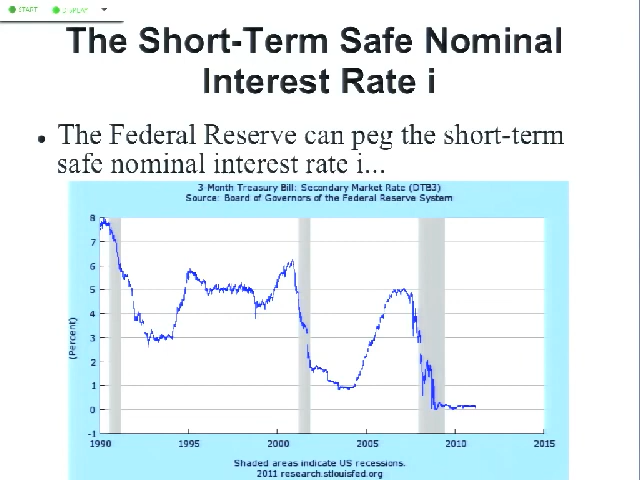 START DISPLAY
The Short-Term Safe Nominal
Interest Rate i
• The Federal Reserve can peg the short-term
safe nominal interest rate i...
3-Month Treasury Bill: Secondary Market Rate (DTB3)
Source: Board of Governors of the Federal Reserve System
8
7
6
5
4
3
2
1
0
-1
(Percent)
1990 1995 2000 2005 2010 2015
Shaded areas indicate US recessions.
2011 research.stlouisfed.org